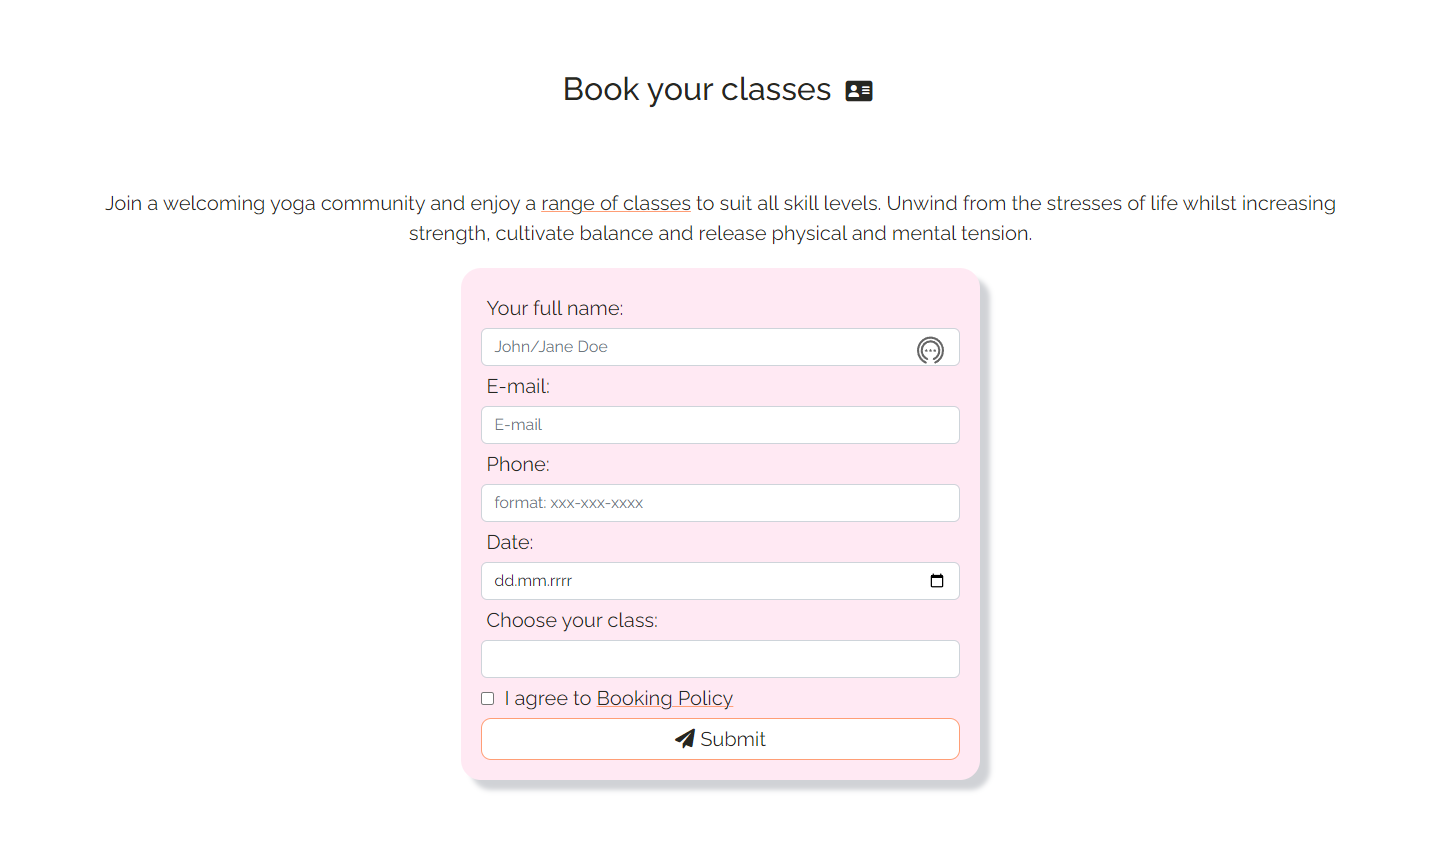 Book your classes
Join a welcoming yoga community and enjoy a range of classes to suit all skill levels. Unwind from the stresses of life whilst increasing
strength, cultivate balance and release physical and mental tension.
Your full name:
John/Jane Doe
E-mail:
E-mail
Phone:
format: xxx-xxx-xxxx
Date:
dd.mm.rrrr
Choose your class:
I agree to Booking Policy
Submit